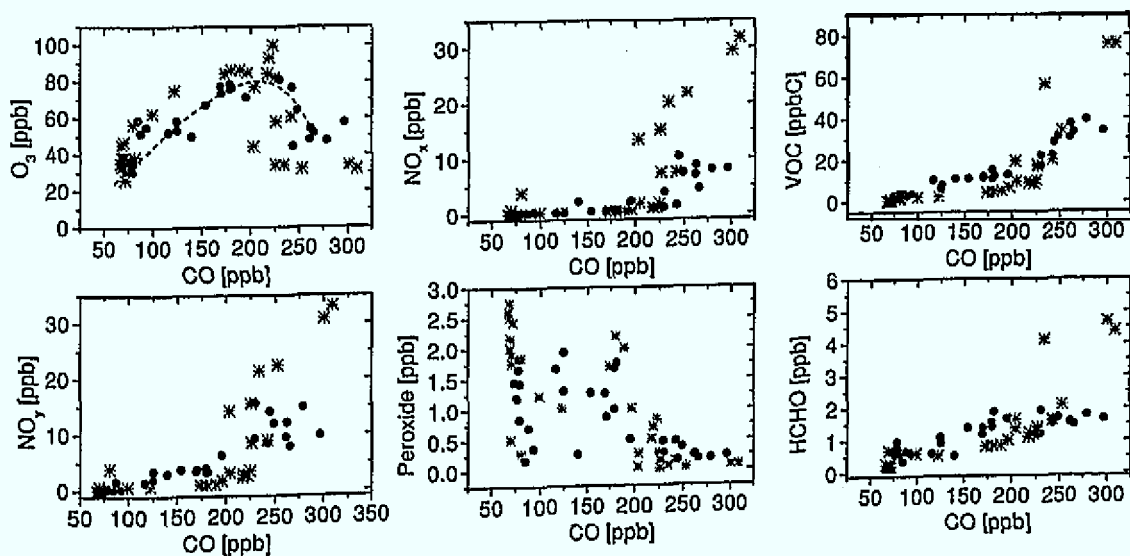 O₃ [ppb]
100
80
60
40
20
0
50 100 150 200 250 300
CO [ppb]
NOₓ [ppb]
30
20
10
0
50 100 150 200 250 300
CO [ppb]
VOC [ppbC]
80
60
40
20
0
50 100 150 200 250 300
CO [ppb]
NOᵧ [ppb]
30
20
10
0
50 100 150 200 250 300 350
CO [ppb]
Peroxide [ppb]
3.0
2.5
2.0
1.5
1.0
0.5
0.0
50 100 150 200 250 300
CO [ppb]
HCHO [ppb]
6
5
4
3
2
1
0
50 100 150 200 250 300
CO [ppb]